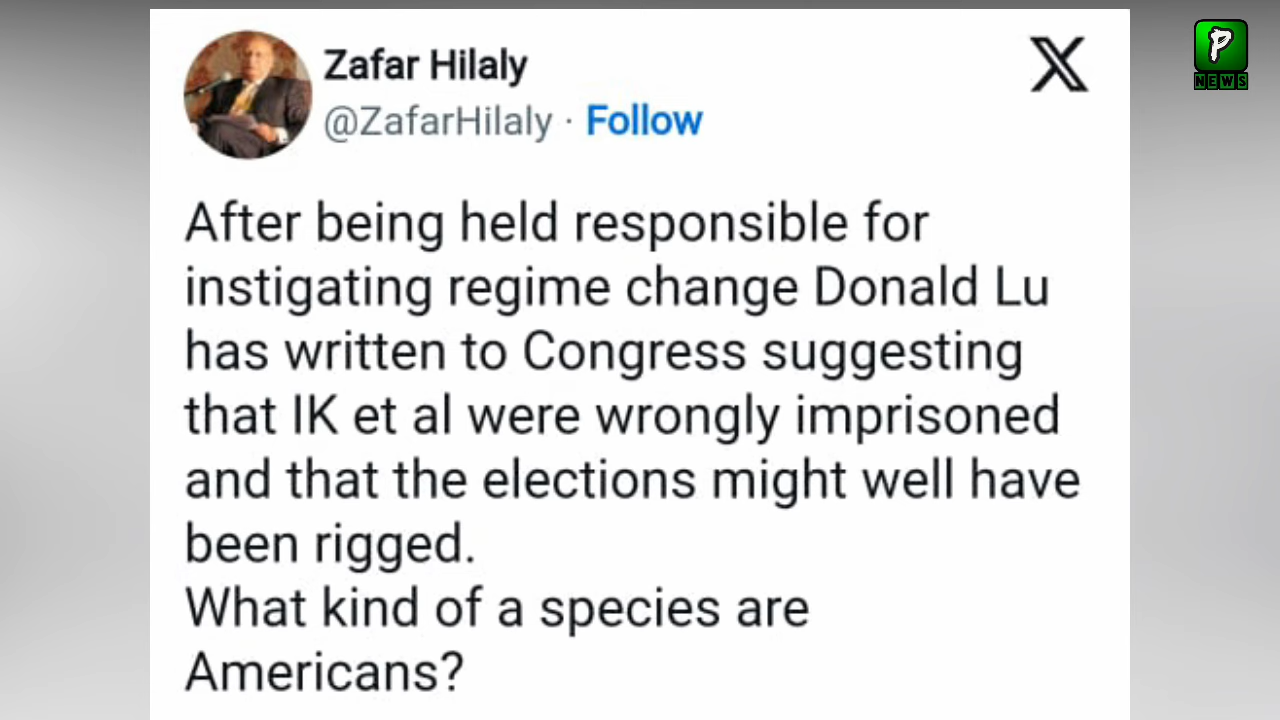 Zafar Hilaly
@ZafarHilaly · Follow
P
NEWS
After being held responsible for
instigating regime change Donald Lu
has written to Congress suggesting
that IK et al were wrongly imprisoned
and that the elections might well have
been rigged.
What kind of a species are
Americans?